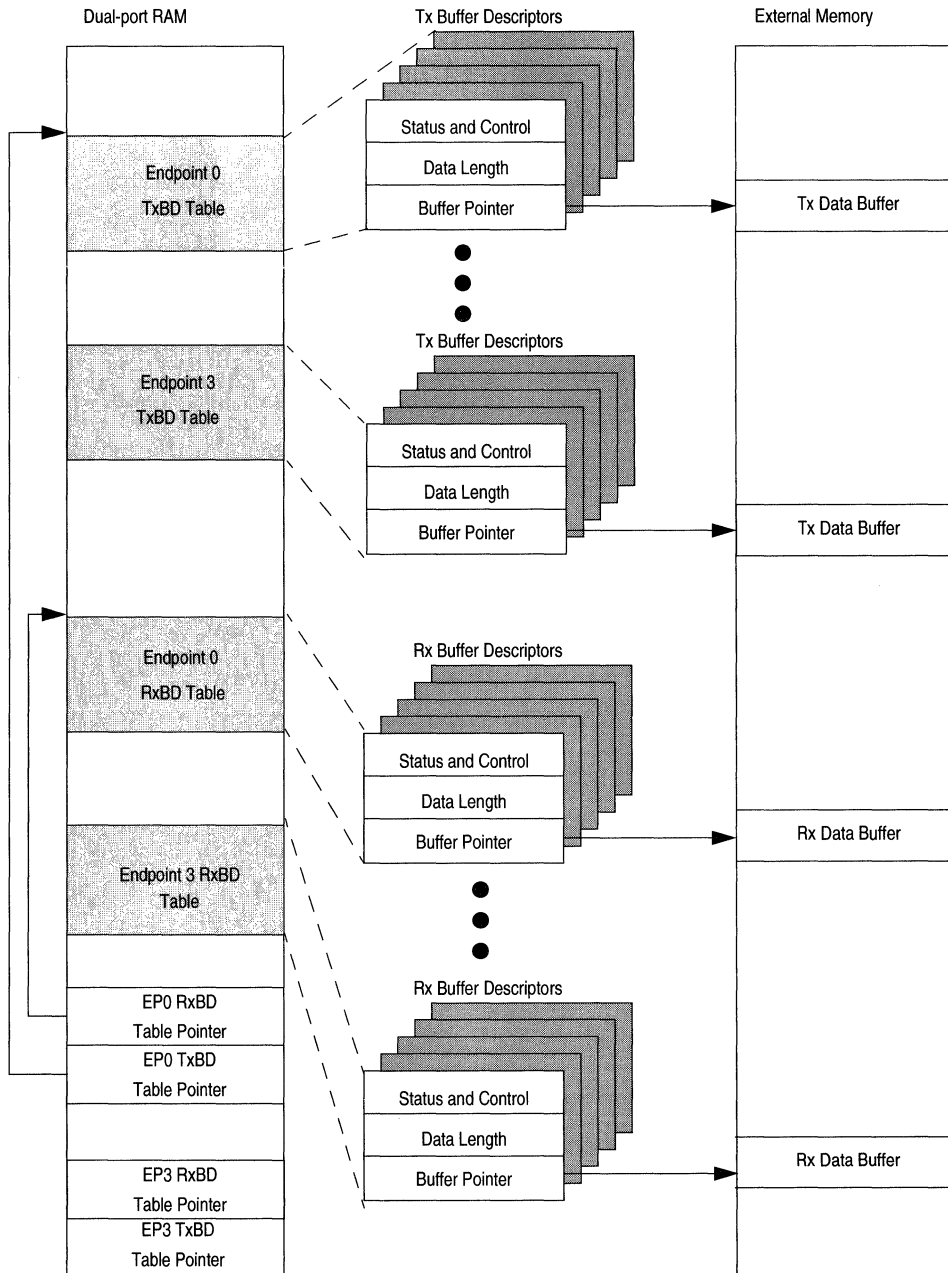 Dual-port RAM
Tx Buffer Descriptors
External Memory
Status and Control
Data Length
Buffer Pointer
Endpoint 0
TxBD Table
Tx Data Buffer
Tx Buffer Descriptors
Status and Control
Data Length
Buffer Pointer
Endpoint 3
TxBD Table
Tx Data Buffer
Rx Buffer Descriptors
Status and Control
Data Length
Buffer Pointer
Endpoint 0
RxBD Table
Rx Data Buffer
Endpoint 3 RxBD
Table
Rx Buffer Descriptors
Status and Control
Data Length
Buffer Pointer
Rx Data Buffer
EP0 RxBD
Table Pointer
EP0 TxBD
Table Pointer
EP3 RxBD
Table Pointer
EP3 TxBD
Table Pointer